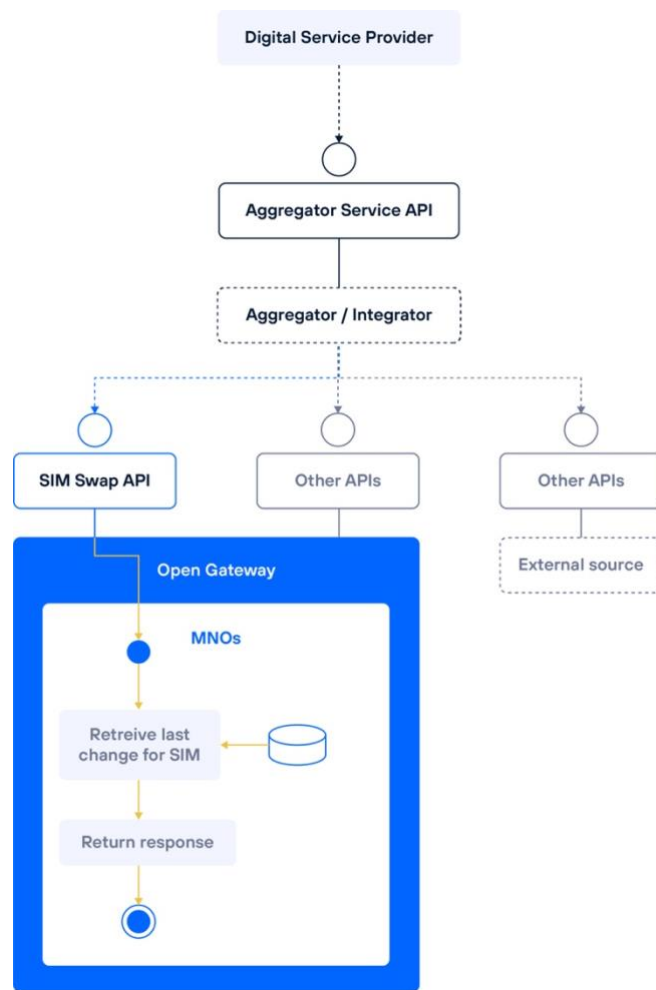 Digital Service Provider
Aggregator Service API
Aggregator / Integrator
SIM Swap API
Other APIs
Other APIs
External source
Open Gateway
MNOs
Retreive last
change for SIM
Return response